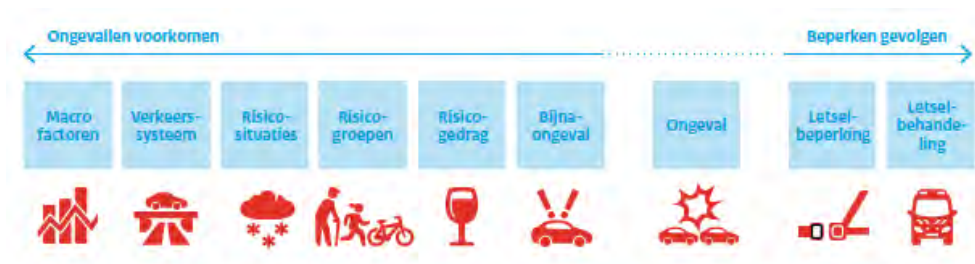 Ongevallen voorkomen
Beperken gevolgen
Macro
factoren
Verkeers-
systeem
Risico-
situaties
Risico-
groepen
Risico-
gedrag
Bijna-
ongeval
Ongeval
Letsel-
beperking
Letsel-
behande-
ling